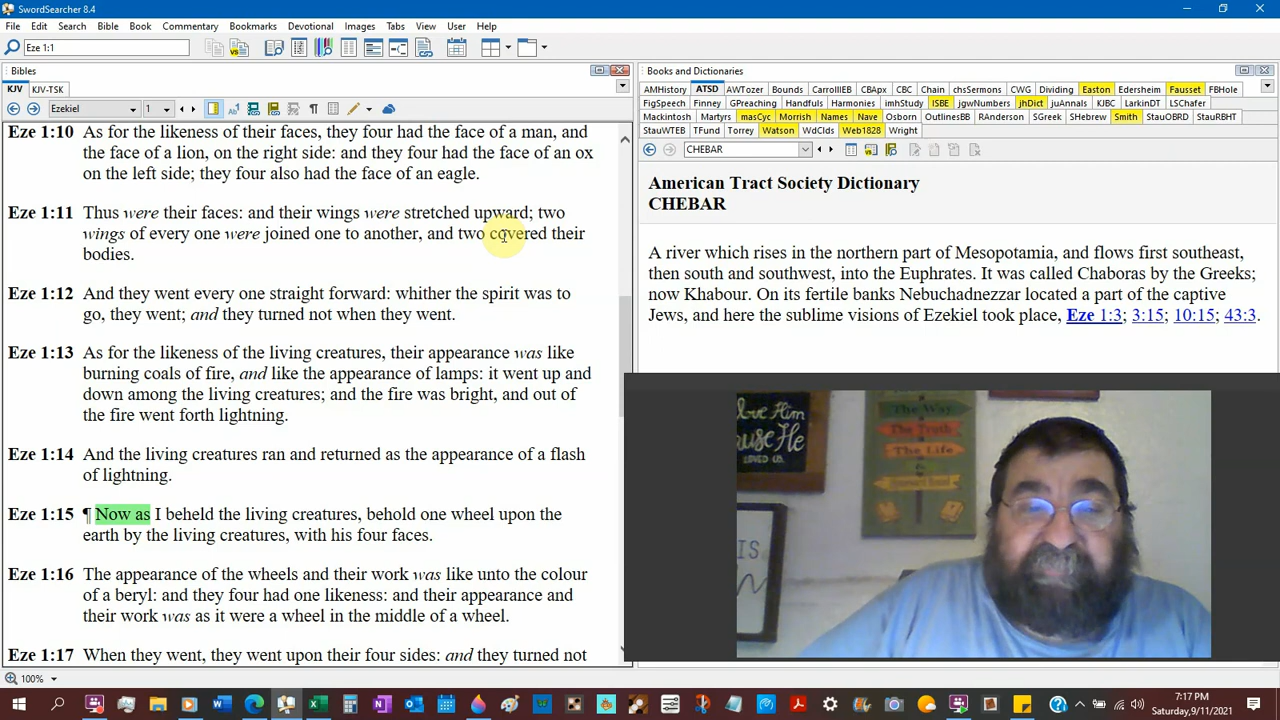 SwordSearcher 8.4
File Edit Search Bible Book Commentary Bookmarks Devotional Images Tabs View User Help
Eze 1:1
Bibles
KJV KJV-TSK
Ezekiel 1
Eze 1:10 As for the likeness of their faces, they four had the face of a man, and
the face of a lion, on the right side: and they four had the face of an ox
on the left side; they four also had the face of an eagle.
Eze 1:11 Thus were their faces: and their wings were stretched upward; two
wings of every one were joined one to another, and two covered their
bodies.
Eze 1:12 And they went every one straight forward: whither the spirit was to
go, they went; and they turned not when they went.
Eze 1:13 As for the likeness of the living creatures, their appearance was like
burning coals of fire, and like the appearance of lamps: it went up and
down among the living creatures; and the fire was bright, and out of
the fire went forth lightning.
Eze 1:14 And the living creatures ran and returned as the appearance of a flash
of lightning.
Eze 1:15 ¶ Now as I beheld the living creatures, behold one wheel upon the
earth by the living creatures, with his four faces.
Eze 1:16 The appearance of the wheels and their work was like unto the colour
of a beryl: and they four had one likeness: and their appearance and
their work was as it were a wheel in the middle of a wheel.
Eze 1:17 When they went, they went upon their four sides: and they turned not
100%
Books and Dictionaries
AMHistory ATSD AWTozer Bounds CarrollIEB CBApx CBC Chain chsSermons CWG Dividing Easton Edersheim Fausset FBHole
FigSpeech Finney GPreaching Handfuls Harmonies imhStudy ISBE jgwNumbers jhDict juAnnals KJBC LarkinDT LSChafer
Mackintosh Martyrs masCyc Morrish Names Nave Osborn OutlinesBB RAnderson SGreek SHebrew Smith StauOBRD StauRBHT
StauWTEB TFund Torrey Watson WdClds Web1828 Wright
CHEBAR
American Tract Society Dictionary
CHEBAR
A river which rises in the northern part of Mesopotamia, and flows first southeast,
then south and southwest, into the Euphrates. It was called Chaboras by the Greeks;
now Khabour. On its fertile banks Nebuchadnezzar located a part of the captive
Jews, and here the sublime visions of Ezekiel took place, Eze 1:3; 3:15; 10:15; 43:3.
Love Him
cause He
LOVED US.
The Way
The Truth
The Life
IS
7:17 PM
Saturday,9/11/2021